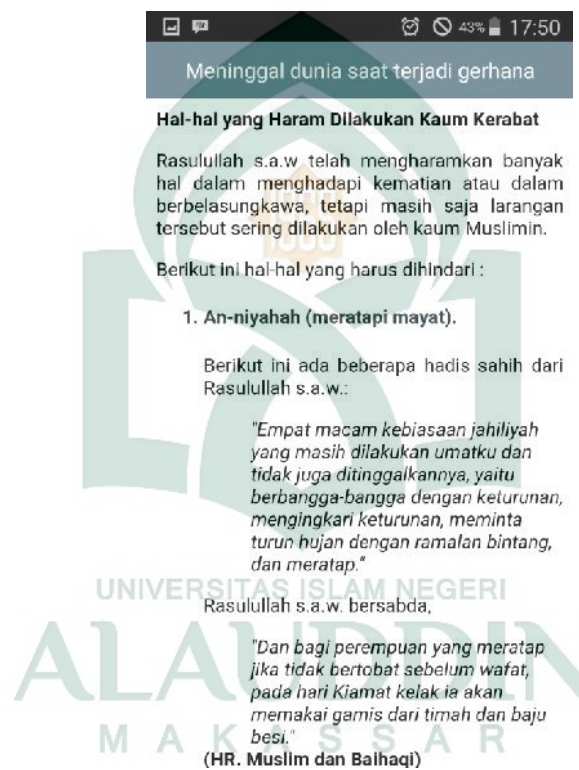 43% 17:50
Meninggal dunia saat terjadi gerhana
Hal-hal yang Haram Dilakukan Kaum Kerabat
Rasulullah s.a.w telah mengharamkan banyak
hal dalam menghadapi kematian atau dalam
berbelasungkawa, tetapi masih saja larangan
tersebut sering dilakukan oleh kaum Muslimin.
Berikut ini hal-hal yang harus dihindari :
1. An-niyahah (meratapi mayat).
Berikut ini ada beberapa hadis sahih dari
Rasulullah s.a.w.:
"Empat macam kebiasaan jahiliyah
yang masih dilakukan umatku dan
tidak juga ditinggalkannya, yaitu
berbangga-bangga dengan keturunan,
mengingkari keturunan, meminta
turun hujan dengan ramalan bintang,
dan meratap."
UNIVERSITAS ISLAM NEGERI
Rasulullah s.a.w. bersabda,
"Dan bagi perempuan yang meratap
jika tidak bertobat sebelum wafat,
pada hari Kiamat kelak ia akan
memakai gamis dari timah dan baju
besi."
ALAUDDIN
MAKASSAR
(HR. Muslim dan Baihaqi)